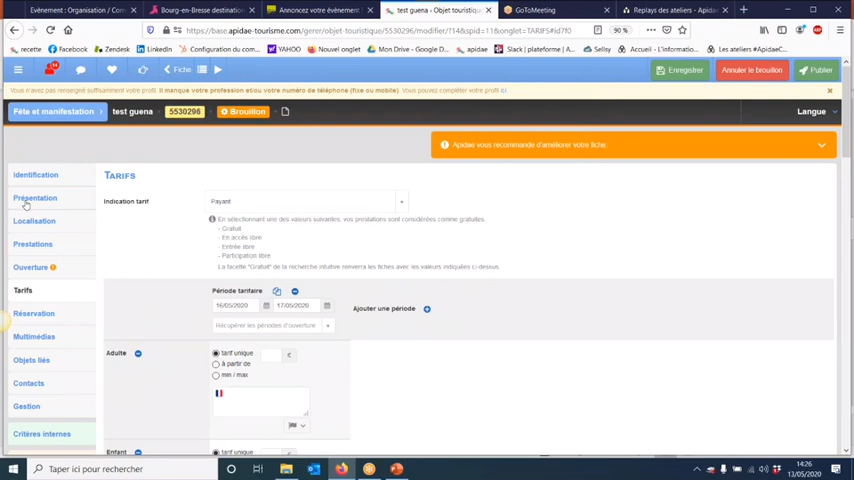 Evènement : Organisation / Com
Bourg-en-Bresse destination
Annoncez votre évènement
test guena - Objet touristique
GoToMeeting
Replays des ateliers - Apidae
https://base.apidae-tourisme.com/gerer/objet-touristique/5530296/modifier/?14&spid=11&onglet=TARIFS#id7f0
90 %
recette
Facebook
Zendesk
LinkedIn
Configuration du com...
YAHOO
Nouvel onglet
Mon Drive - Google D...
apidae
Slack | plateforme | A...
Accueil - L'informatio...
Les ateliers #ApidaeC...
Fiche
Enregistrer
Annuler le brouillon
Publier
Vous n'avez pas renseigné suffisamment votre profil. Il manque votre profession et/ou votre numéro de téléphone (fixe ou mobile). Vous pouvez compléter votre profil ici
Fête et manifestation
test guena
5530296
Brouillon
Langue
Apidae vous recommande d'améliorer votre fiche.
Identification
Présentation
Localisation
Prestations
Ouverture
Tarifs
Réservation
Multimédias
Objets liés
Contacts
Gestion
Critères internes
TARIFS
Indication tarif
Payant
En sélectionnant une des valeurs suivantes, vos prestations sont considérées comme gratuites.
- Gratuit
- En accès libre
- Entrée libre
- Participation libre
La facette "Gratuit" de la recherche intuitive renverra les fiches avec les valeurs indiquées ci-dessus.
Période tarifaire
16/05/2020
17/05/2020
Récupérer les périodes d'ouverture
Ajouter une période
Adulte
tarif unique
€
à partir de
min / max
Enfant
tarif unique
Taper ici pour rechercher
14:26
13/05/2020